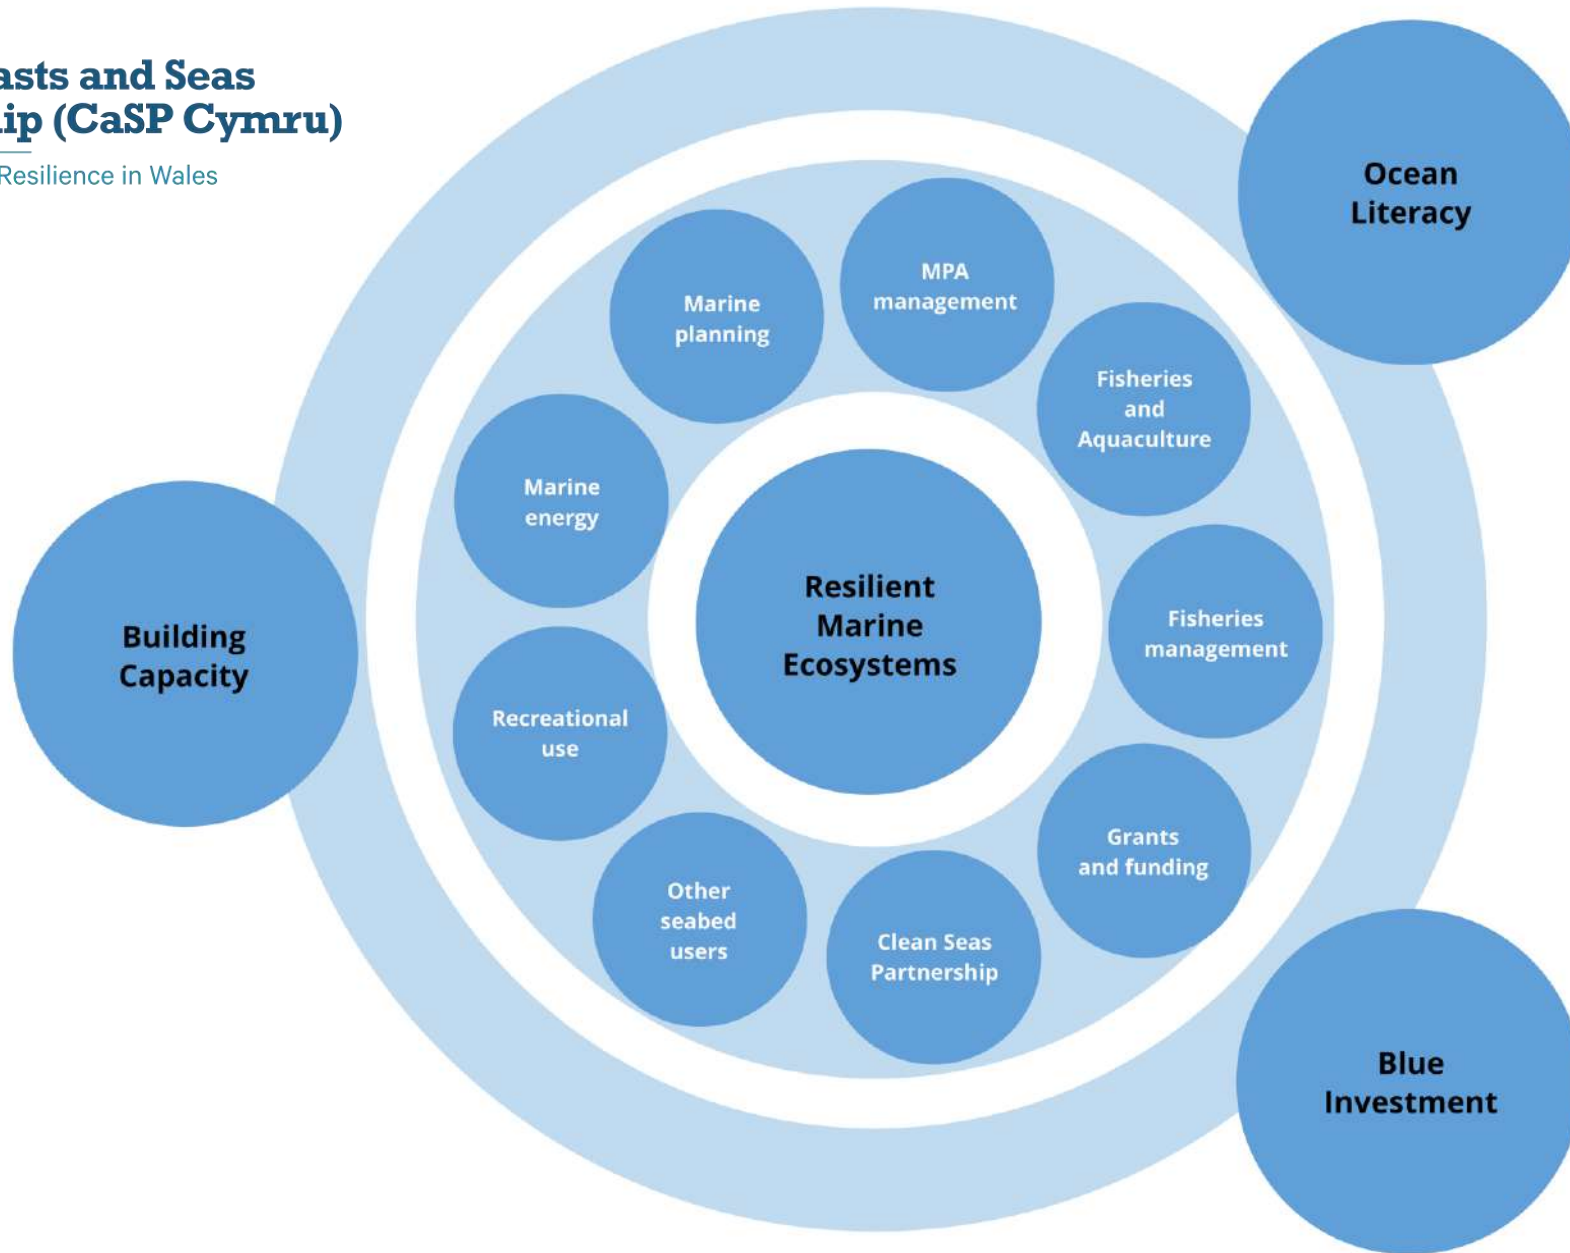 asts and Seas
ip (CaSP Cymru)
Resilience in Wales
Ocean
Literacy
MPA
management
Marine
planning
Fisheries
and
Aquaculture
Marine
energy
Resilient
Marine
Ecosystems
Fisheries
management
Building
Capacity
Recreational
use
Grants
and funding
Other
seabed
users
Clean Seas
Partnership
Blue
Investment